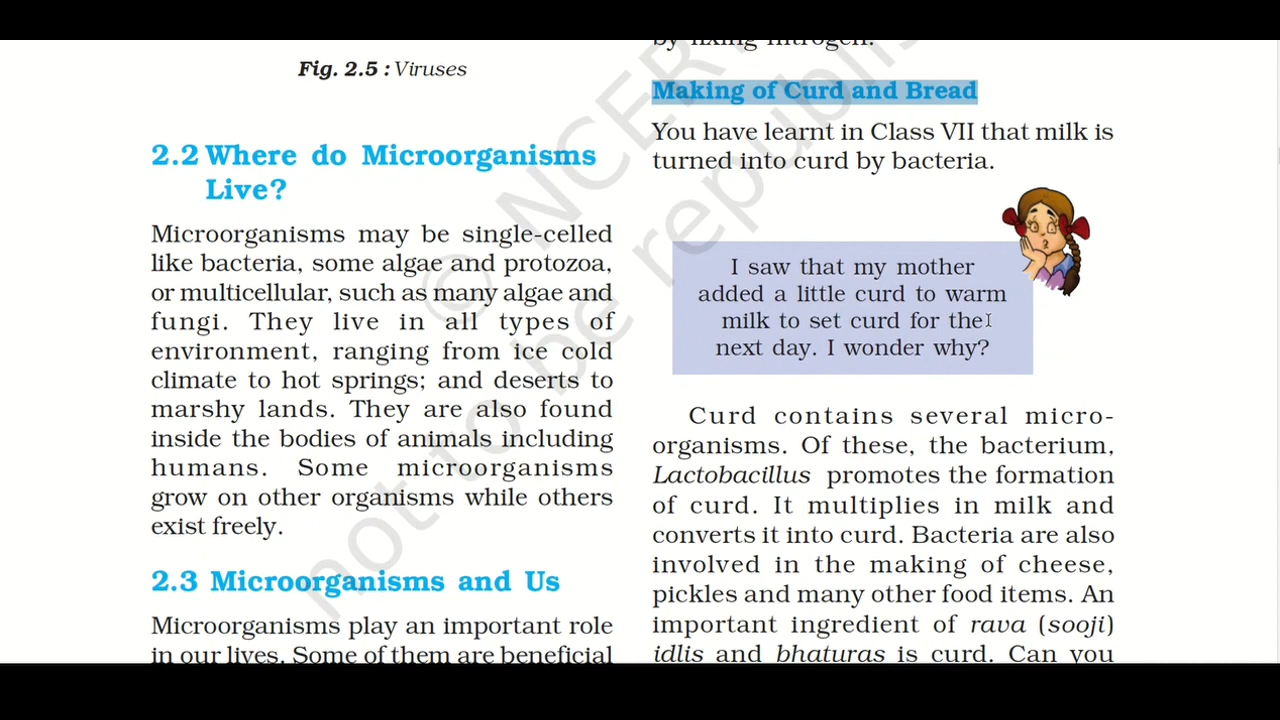 Fig. 2.5 : Viruses
2.2 Where do Microorganisms
Live?
Microorganisms may be single-celled
like bacteria, some algae and protozoa,
or multicellular, such as many algae and
fungi. They live in all types of
environment, ranging from ice cold
climate to hot springs; and deserts to
marshy lands. They are also found
inside the bodies of animals including
humans. Some microorganisms
grow on other organisms while others
exist freely.
2.3 Microorganisms and Us
Microorganisms play an important role
in our lives. Some of them are beneficial
by fixing nitrogen.
Making of Curd and Bread
You have learnt in Class VII that milk is
turned into curd by bacteria.
I saw that my mother
added a little curd to warm
milk to set curd for the
next day. I wonder why?
Curd contains several micro-
organisms. Of these, the bacterium,
Lactobacillus promotes the formation
of curd. It multiplies in milk and
converts it into curd. Bacteria are also
involved in the making of cheese,
pickles and many other food items. An
important ingredient of rava (sooji)
idlis and bhaturas is curd. Can you
© NCERT
not to be republis